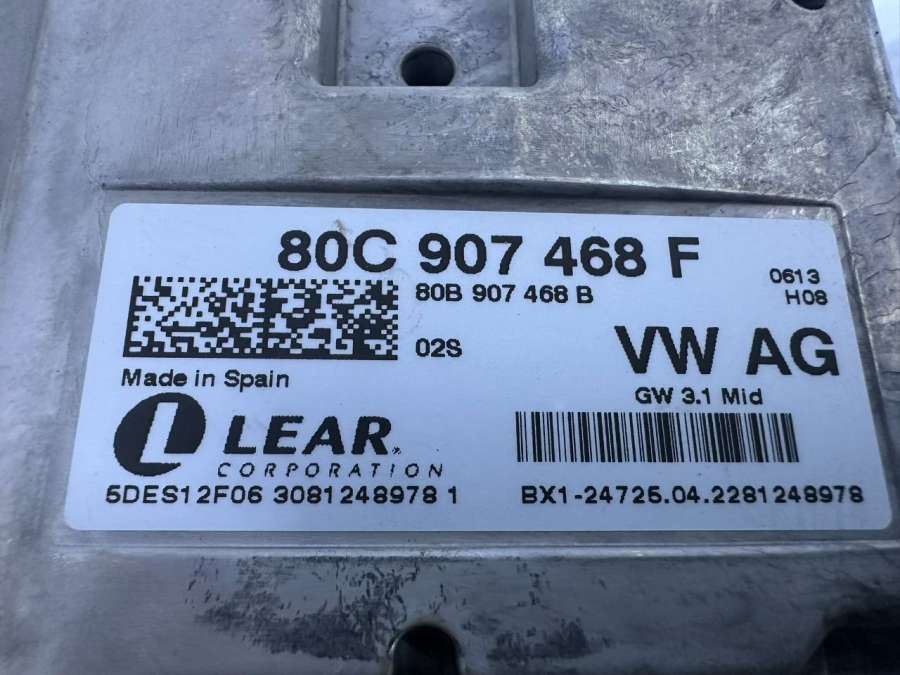 80C 907 468 F
80B 907 468 B
0613
H08
02S
VW AG
Made in Spain
GW 3.1 Mid
LEAR
CORPORATION
5DES12F06 3081248978 1
BX1-24725.04.2281248978